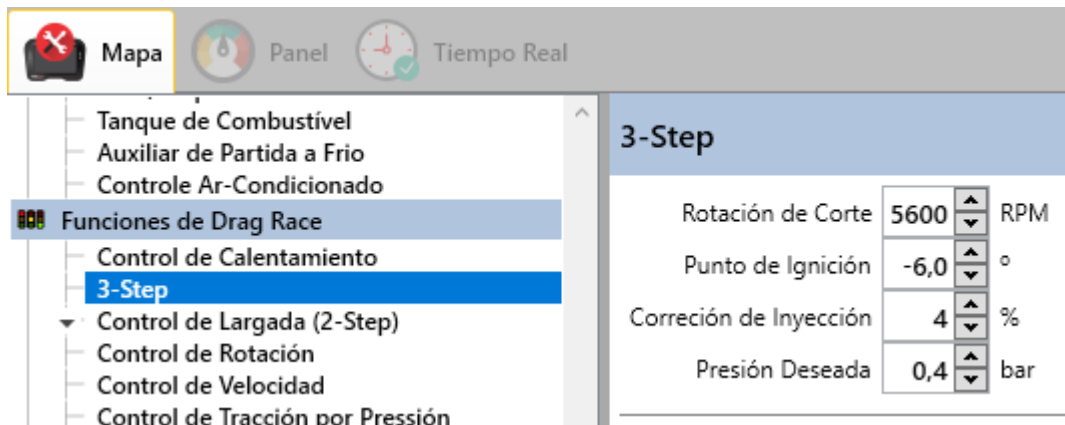 Mapa
Panel
Tiempo Real
Tanque de Combustível
Auxiliar de Partida a Frio
Controle Ar-Condicionado
Funciones de Drag Race
Control de Calentamiento
3-Step
Control de Largada (2-Step)
Control de Rotación
Control de Velocidad
Control de Tracción por Pressión
3-Step
Rotación de Corte 5600 RPM
Punto de Ignición -6,0 °
Correción de Inyección 4 %
Presión Deseada 0,4 bar